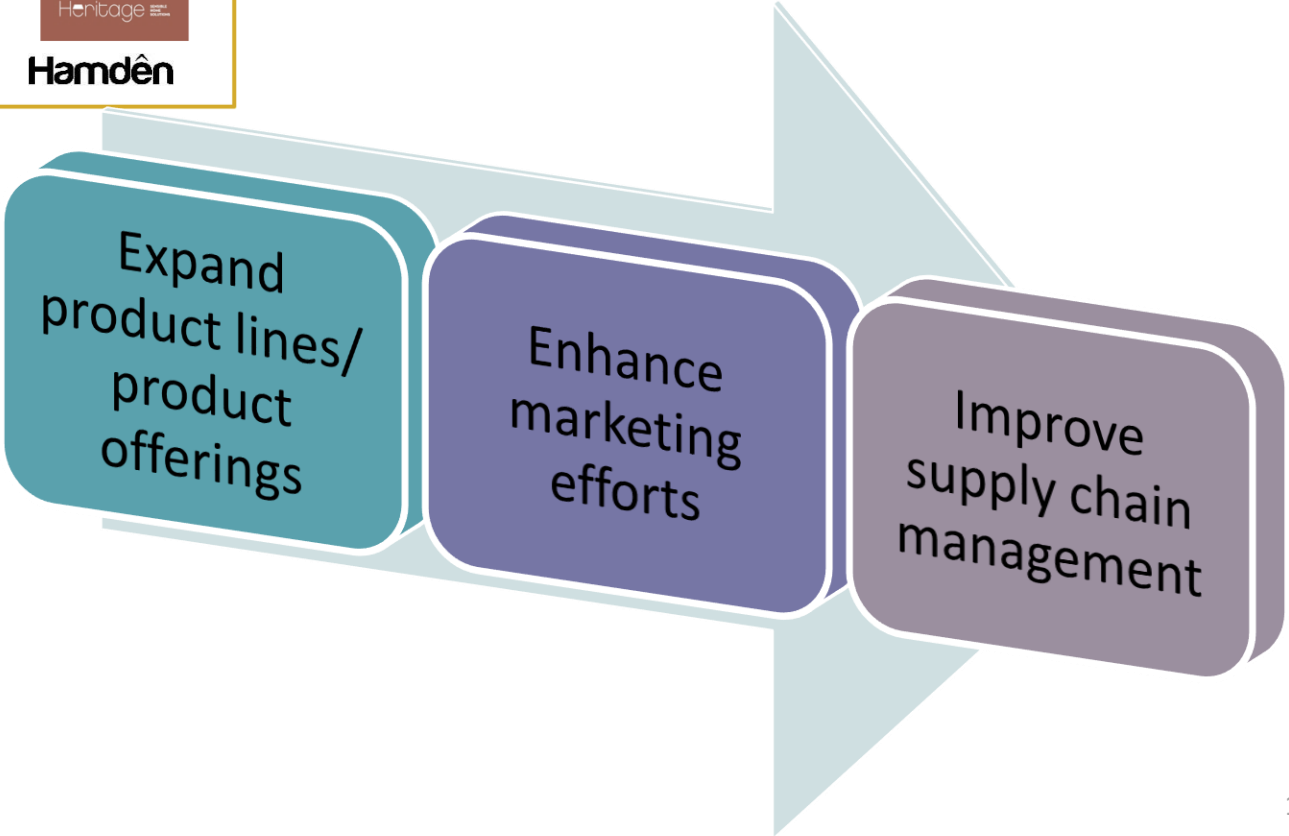 Heritage
Hamdên
Expand
product lines/
product
offerings
Enhance
marketing
efforts
Improve
supply chain
management